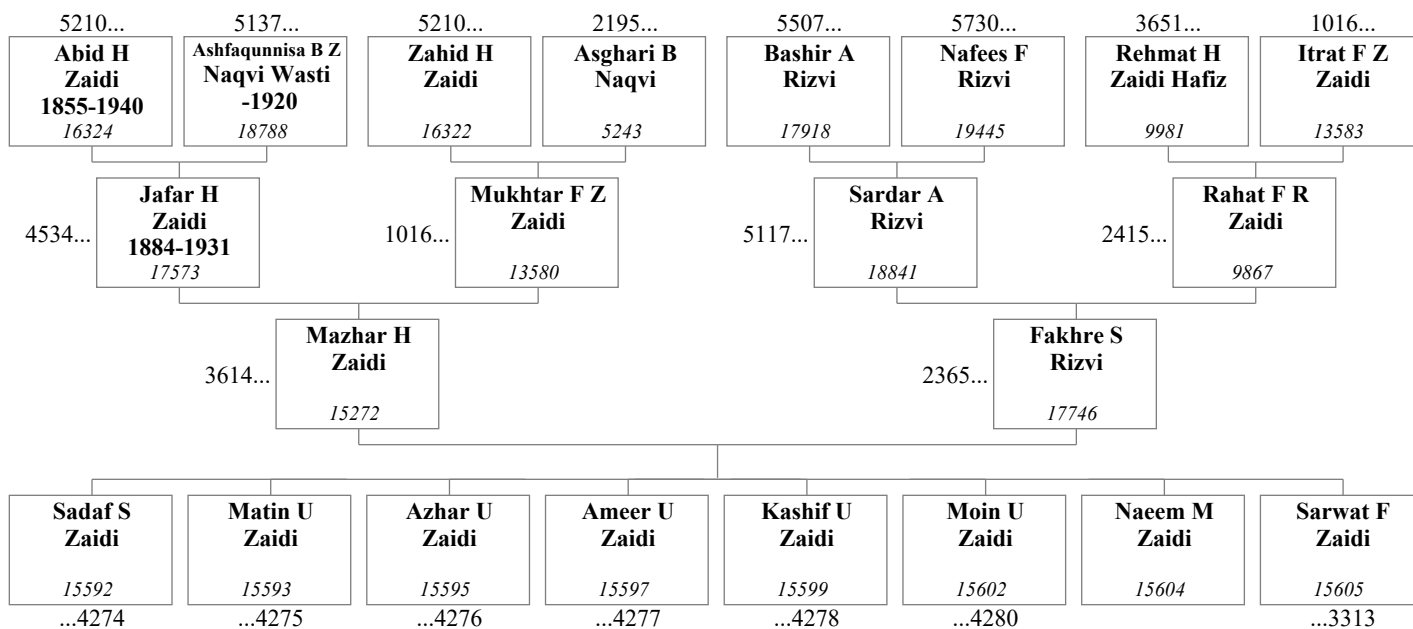 5210... 5137... 5210... 2195... 5507... 5730... 3651... 1016...
Abid H
Zaidi
1855-1940
16324
Ashfaqunnisa B Z
Naqvi Wasti
-1920
18788
Zahid H
Zaidi
16322
Asghari B
Naqvi
5243
Bashir A
Rizvi
17918
Nafees F
Rizvi
19445
Rehmat H
Zaidi Hafiz
9981
Itrat F Z
Zaidi
13583
4534...
Jafar H
Zaidi
1884-1931
17573
1016...
Mukhtar F Z
Zaidi
13580
5117...
Sardar A
Rizvi
18841
2415...
Rahat F R
Zaidi
9867
3614...
Mazhar H
Zaidi
15272
2365...
Fakhre S
Rizvi
17746
Sadaf S
Zaidi
15592
Matin U
Zaidi
15593
Azhar U
Zaidi
15595
Ameer U
Zaidi
15597
Kashif U
Zaidi
15599
Moin U
Zaidi
15602
Naeem M
Zaidi
15604
Sarwat F
Zaidi
15605
...4274 ...4275 ...4276 ...4277 ...4278 ...4280 ...3313